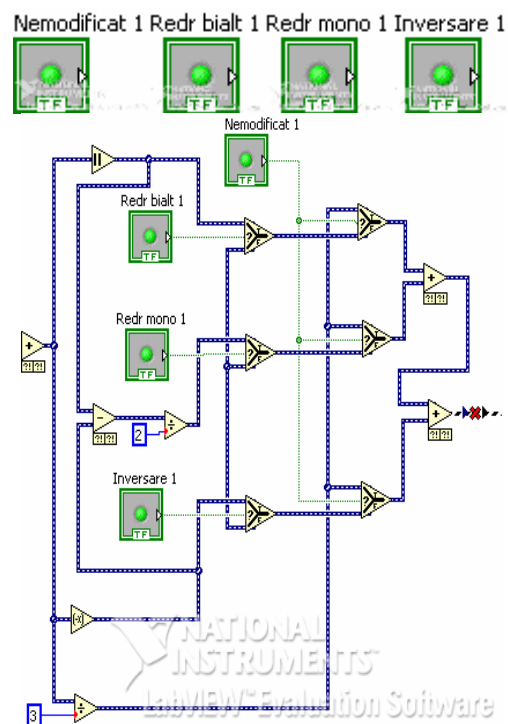 Nemodificat 1 Redr bialt 1 Redr mono 1 Inversare 1
TF TF TF TF
Nemodificat 1
TF
Redr bialt 1
TF
Redr mono 1
TF
2
Inversare 1
TF
3
NATIONAL
INSTRUMENTS
LabVIEW Evaluation Software